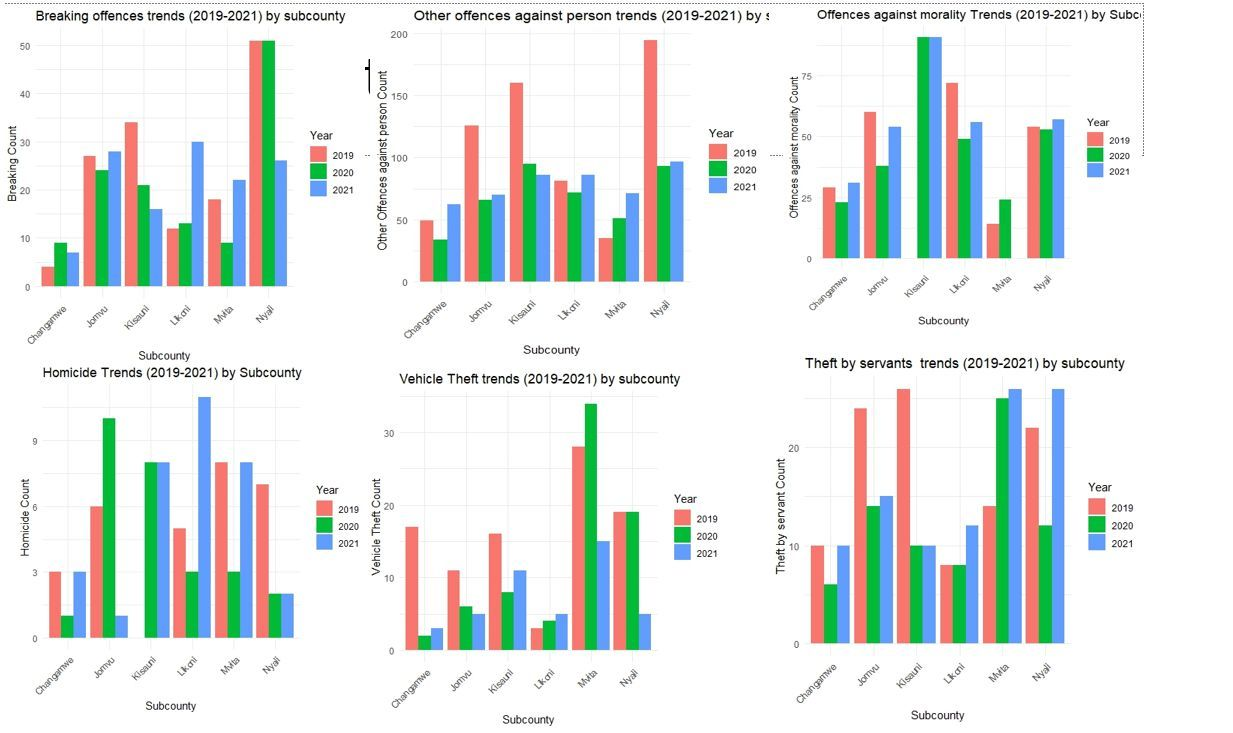 Breaking offences trends (2019-2021) by subcounty
Breaking Count
50
40
30
20
10
0
Changamwe
Jomvu
Kisauni
Likoni
Mvita
Nyali
Subcounty
Year
2019
2020
2021
Other offences against person trends (2019-2021) by s
Other Offences against person Count
200
150
100
50
0
Changamwe
Jomvu
Kisauni
Likoni
Mvita
Nyali
Subcounty
Year
2019
2020
2021
Offences against morality Trends (2019-2021) by Subc
Offences against morality Count
75
50
25
0
Changamwe
Jomvu
Kisauni
Likoni
Mvita
Nyali
Subcounty
Year
2019
2020
2021
Homicide Trends (2019-2021) by Subcounty
Homicide Count
9
6
3
0
Changamwe
Jomvu
Kisauni
Likoni
Mvita
Nyali
Subcounty
Year
2019
2020
2021
Vehicle Theft trends (2019-2021) by subcounty
Vehicle Theft Count
30
20
10
0
Changamwe
Jomvu
Kisauni
Likoni
Mvita
Nyali
Subcounty
Year
2019
2020
2021
Theft by servants trends (2019-2021) by subcounty
Theft by servant Count
20
10
0
Changamwe
Jomvu
Kisauni
Likoni
Mvita
Nyali
Subcounty
Year
2019
2020
2021